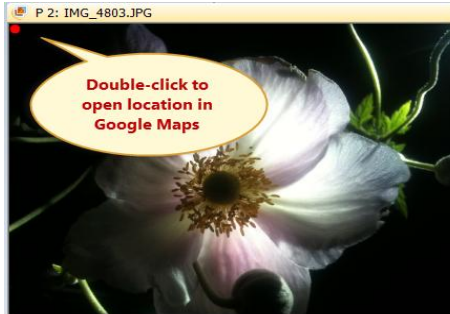 P 2: IMG_4803.JPG
Double-click to
open location in
Google Maps